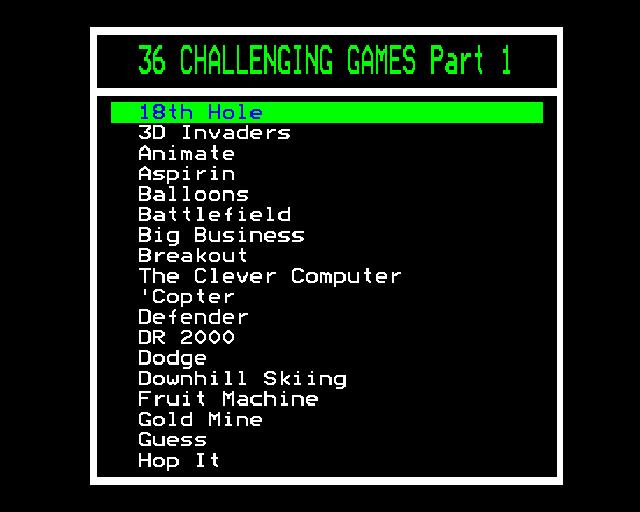 36 CHALLENGING GAMES Part 1
18th Hole
3D Invaders
Animate
Aspirin
Balloons
Battlefield
Big Business
Breakout
The Clever Computer
'Copter
Defender
DR 2000
Dodge
Downhill Skiing
Fruit Machine
Gold Mine
Guess
Hop It